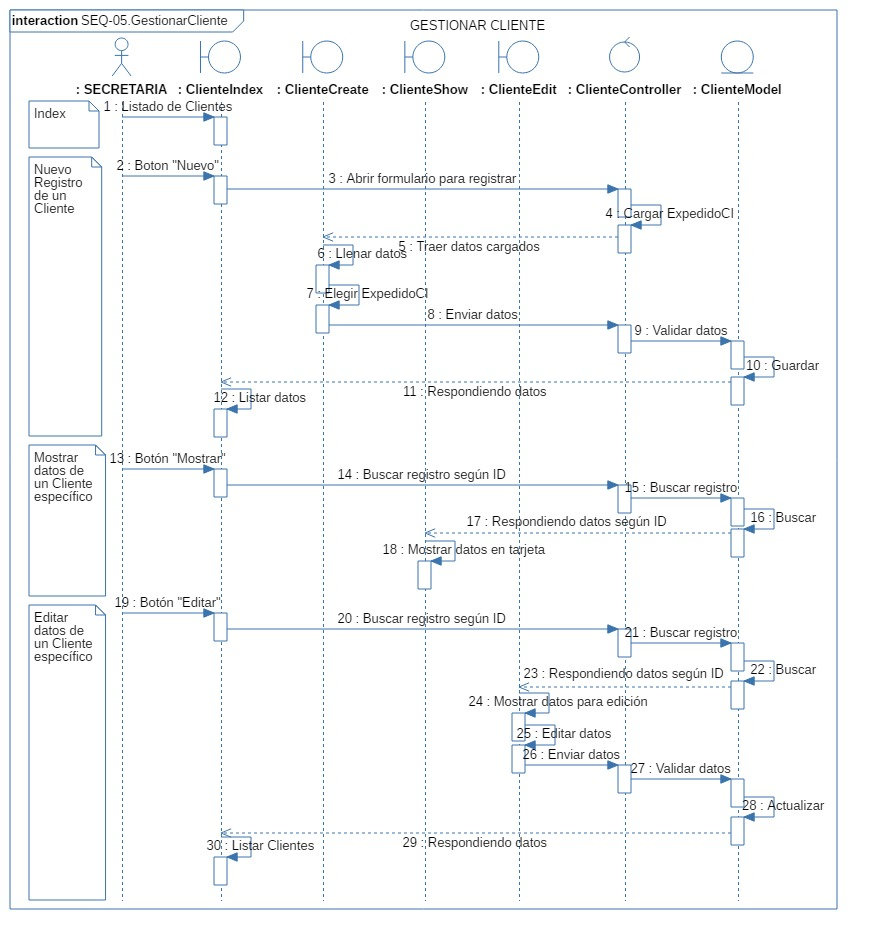 interaction SEQ-05.GestionarCliente
GESTIONAR CLIENTE
: SECRETARIA : ClienteIndex : ClienteCreate : ClienteShow : ClienteEdit : ClienteController : ClienteModel
Index
1 : Listado de Clientes
Nuevo
Registro
de un
Cliente
2 : Boton "Nuevo"
3 : Abrir formulario para registrar
4 : Cargar ExpedidoCI
5 : Traer datos cargados
6 : Llenar datos
7 : Elegir ExpedidoCI
8 : Enviar datos
9 : Validar datos
10 : Guardar
11 : Respondiendo datos
12 : Listar datos
Mostrar
datos de
un Cliente
específico
13 : Botón "Mostrar"
14 : Buscar registro según ID
15 : Buscar registro
16 : Buscar
17 : Respondiendo datos según ID
18 : Mostrar datos en tarjeta
Editar
datos de
un Cliente
específico
19 : Botón "Editar"
20 : Buscar registro según ID
21 : Buscar registro
22 : Buscar
23 : Respondiendo datos según ID
24 : Mostrar datos para edición
25 : Editar datos
26 : Enviar datos
27 : Validar datos
28 : Actualizar
29 : Respondiendo datos
30 : Listar Clientes